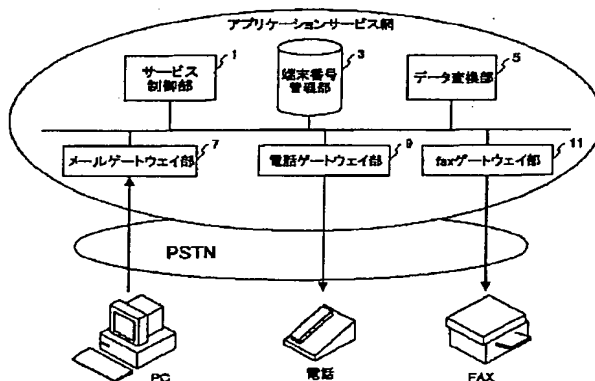 アプリケーションサービス網
サービス
制御部
1
端末番号
管理部
3
データ変換部
5
メールゲートウェイ部
7
電話ゲートウェイ部
9
faxゲートウェイ部
11
PSTN
PC
電話
FAX